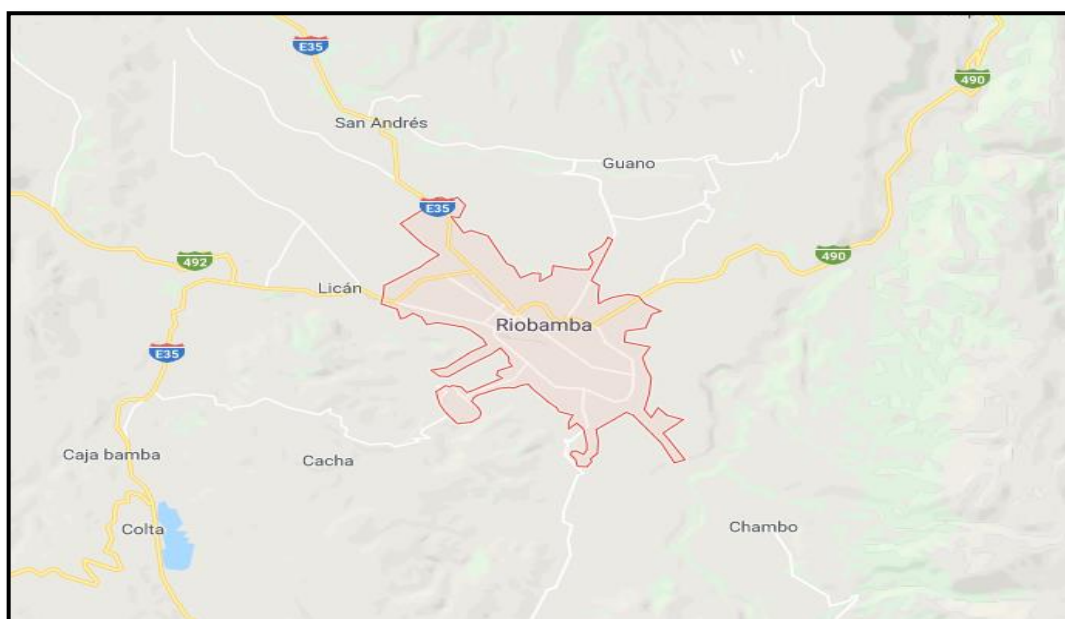 E35
490
San Andrés
Guano
E35
490
492
Licán
Riobamba
E35
Caja bamba
Cacha
Colta
Chambo